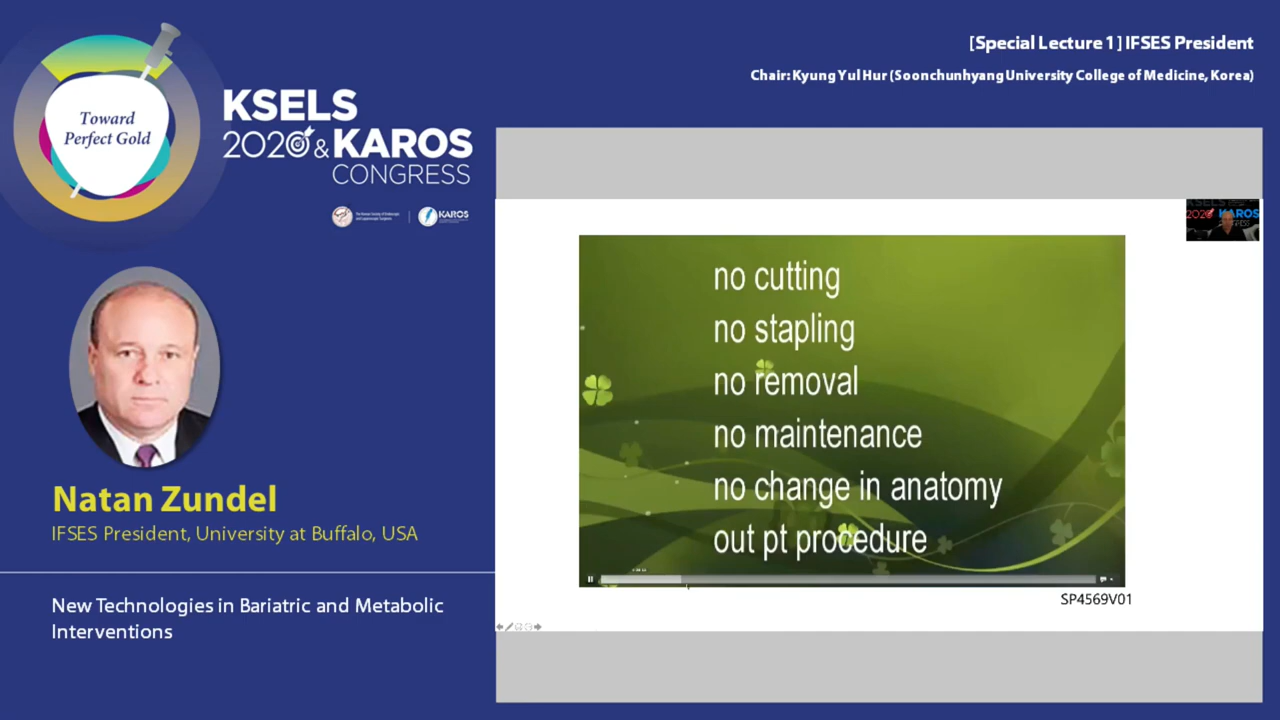 [Special Lecture 1] IFSES President
Chair: Kyung Yul Hur (Soonchunhyang University College of Medicine, Korea)
Toward
Perfect Gold
KSELS
2020 & KAROS
CONGRESS
KAROS
no cutting
no stapling
no removal
no maintenance
no change in anatomy
out pt procedure
SP4569V01
Natan Zundel
IFSES President, University at Buffalo, USA
New Technologies in Bariatric and Metabolic
Interventions